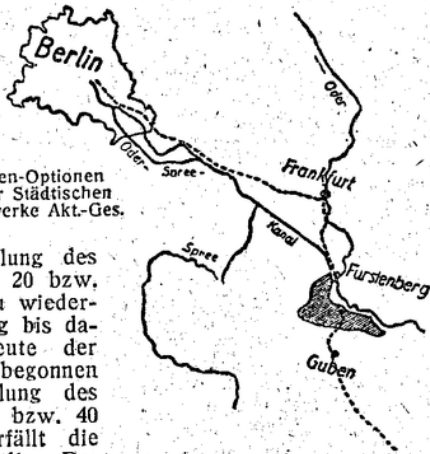 Berlin
Oder
Oder-
Spree-
Frankfurt
Kanal
Spree
Fürstenberg
Guben
en-Optionen
r Städtischen
werke Akt.-Ges.
lung des
20 bzw.
u wieder-
g bis da-
eute der
begonnen
lung des
bzw. 40
rfällt die